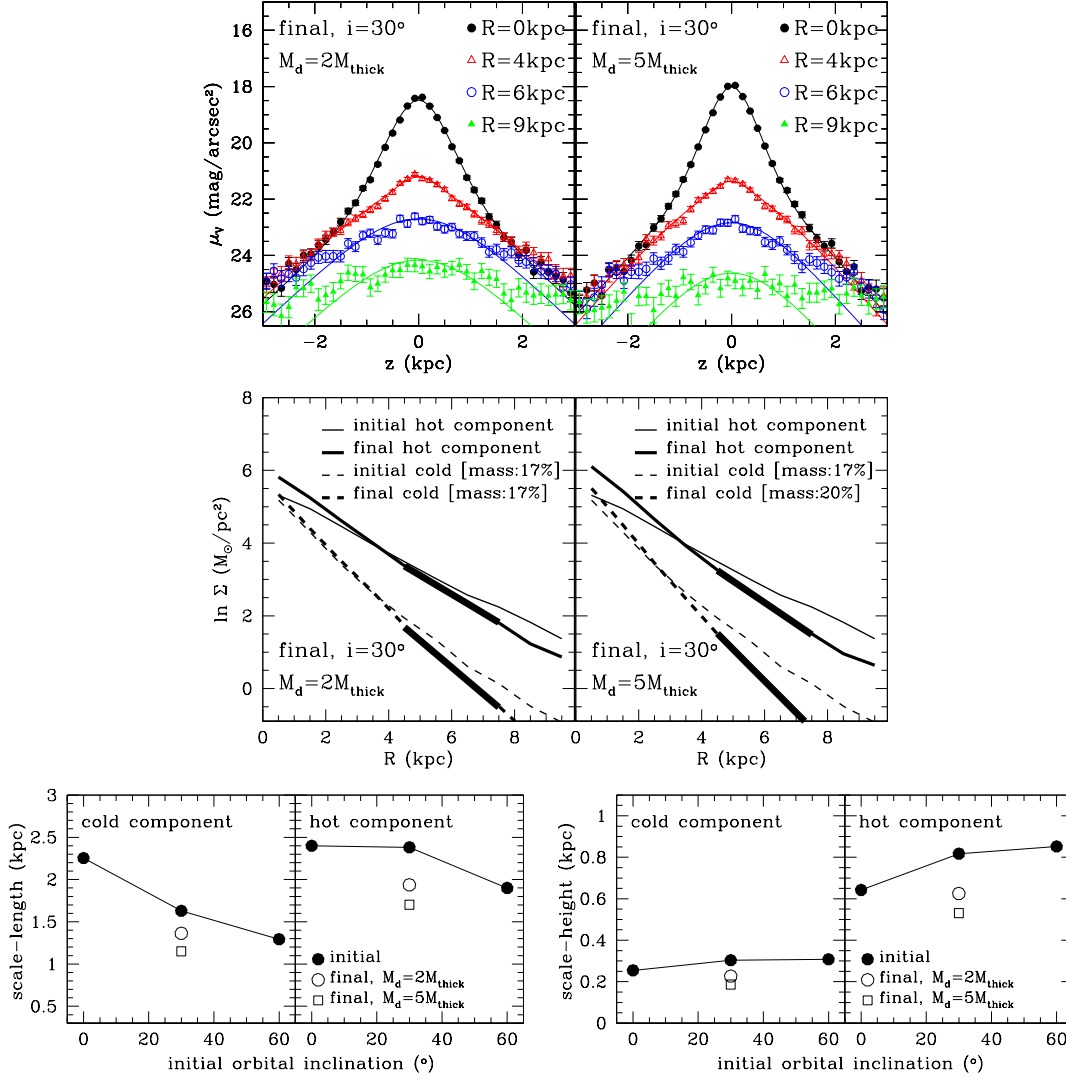 final, i=30° ● R=0kpc
M_d=2M_thick △ R=4kpc
○ R=6kpc
▲ R=9kpc
final, i=30° ● R=0kpc
M_d=5M_thick △ R=4kpc
○ R=6kpc
▲ R=9kpc
16
18
20
22
24
26
μ_V (mag/arcsec²)
−2 0 2
z (kpc)
−2 0 2
z (kpc)
initial hot component
final hot component
initial cold [mass:17%]
final cold [mass:17%]
final, i=30°
M_d=2M_thick
initial hot component
final hot component
initial cold [mass:17%]
final cold [mass:20%]
final, i=30°
M_d=5M_thick
8
6
4
2
0
ln Σ (M_⊙/pc²)
0 2 4 6 8
R (kpc)
0 2 4 6 8
R (kpc)
3
2.5
2
1.5
1
0.5
scale-length (kpc)
cold component
hot component
● initial
○ final, M_d=2M_thick
□ final, M_d=5M_thick
0 20 40 60
0 20 40 60
initial orbital inclination (°)
1
0.8
0.6
0.4
0.2
0
scale-height (kpc)
cold component
● initial
○ final, M_d=2M_thick
□ final, M_d=5M_thick
hot component
0 20 40 60
0 20 40 60
initial orbital inclination (°)